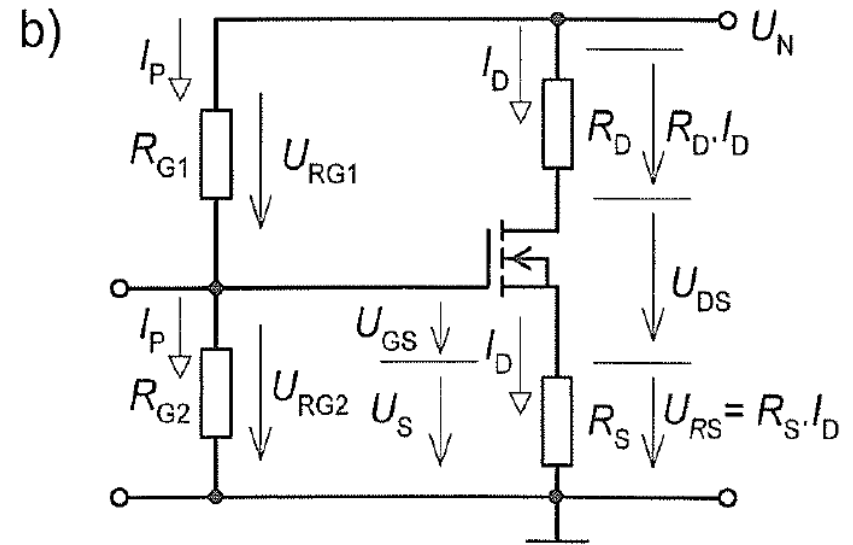 b)
U_N
I_P
I_D
R_G1
U_RG1
R_D
R_D.I_D
U_DS
I_P
U_GS
I_D
R_G2
U_RG2
U_S
R_S
U_RS = R_S.I_D